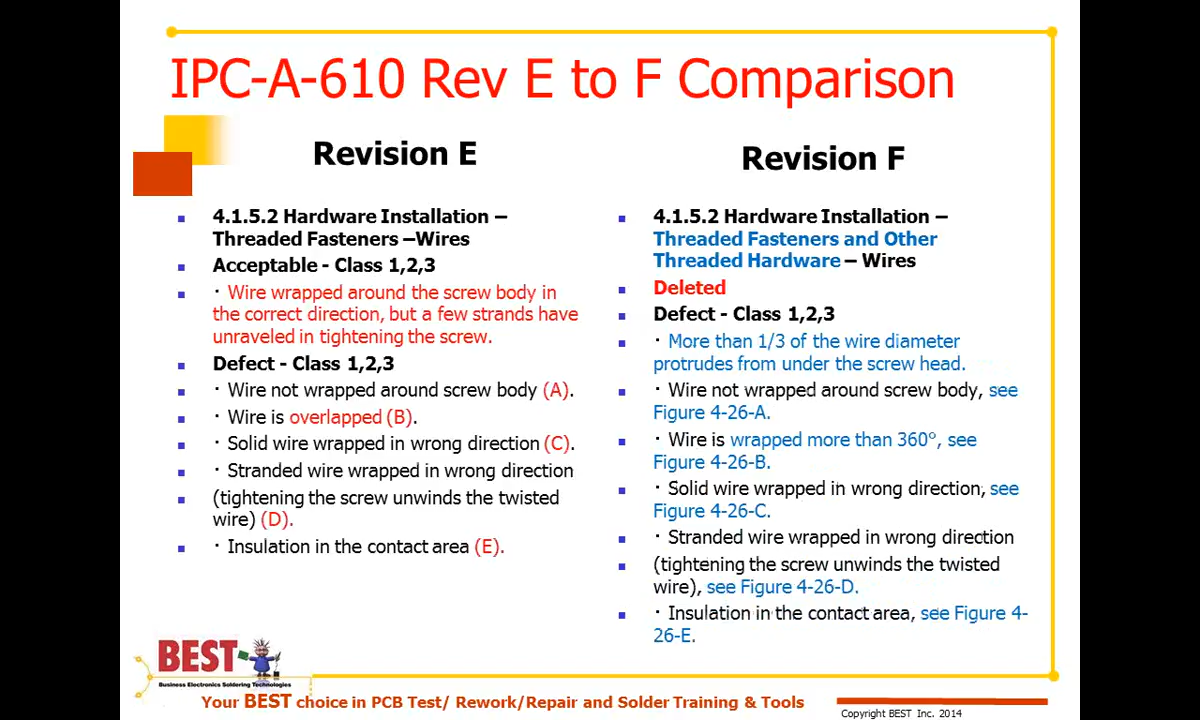 IPC-A-610 Rev E to F Comparison
Revision E
4.1.5.2 Hardware Installation –
Threaded Fasteners –Wires
Acceptable - Class 1,2,3
· Wire wrapped around the screw body in
the correct direction, but a few strands have
unraveled in tightening the screw.
Defect - Class 1,2,3
· Wire not wrapped around screw body (A).
· Wire is overlapped (B).
· Solid wire wrapped in wrong direction (C).
· Stranded wire wrapped in wrong direction
(tightening the screw unwinds the twisted
wire) (D).
· Insulation in the contact area (E).
Revision F
4.1.5.2 Hardware Installation –
Threaded Fasteners and Other
Threaded Hardware – Wires
Deleted
Defect - Class 1,2,3
· More than 1/3 of the wire diameter
protrudes from under the screw head.
· Wire not wrapped around screw body, see
Figure 4-26-A.
· Wire is wrapped more than 360°, see
Figure 4-26-B.
· Solid wire wrapped in wrong direction, see
Figure 4-26-C.
· Stranded wire wrapped in wrong direction
(tightening the screw unwinds the twisted
wire), see Figure 4-26-D.
· Insulation in the contact area, see Figure 4-
26-E.
BEST
Business Electronics Soldering Technologies
Your BEST choice in PCB Test/ Rework/Repair and Solder Training & Tools
Copyright BEST Inc. 2014